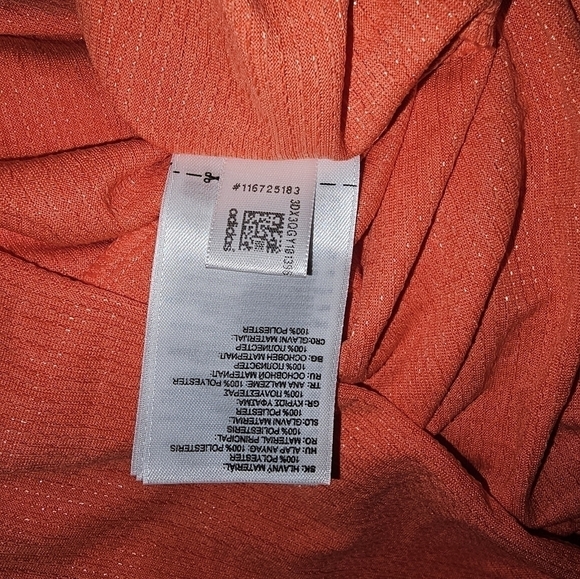 #116725183
3DX3QGY101396
adidas
SK: HLAVNÝ MATERIÁL:
100% POLYESTER
HU: ALAP ANYAG: 100% POLIÉSZTER
RO: MATERIAL PRINCIPAL:
100% POLIESTER
SLO: GLAVNI MATERIAL:
100% POLIESTER
GR: ΚΥΡΙΩΣ ΥΦΑΣΜΑ:
100% ΠΟΛΥΕΣΤΕΡΑΣ
TR: ANA MALZEME: 100% POLYESTER
RU: ОСНОВНОЙ МАТЕРИАЛ:
100% ПОЛИЭСТЕР
BG: ОСНОВЕН МАТЕРИАЛ:
100% ПОЛИЕСТЕР
CRO: GLAVNI MATERIJAL:
100% POLIESTER